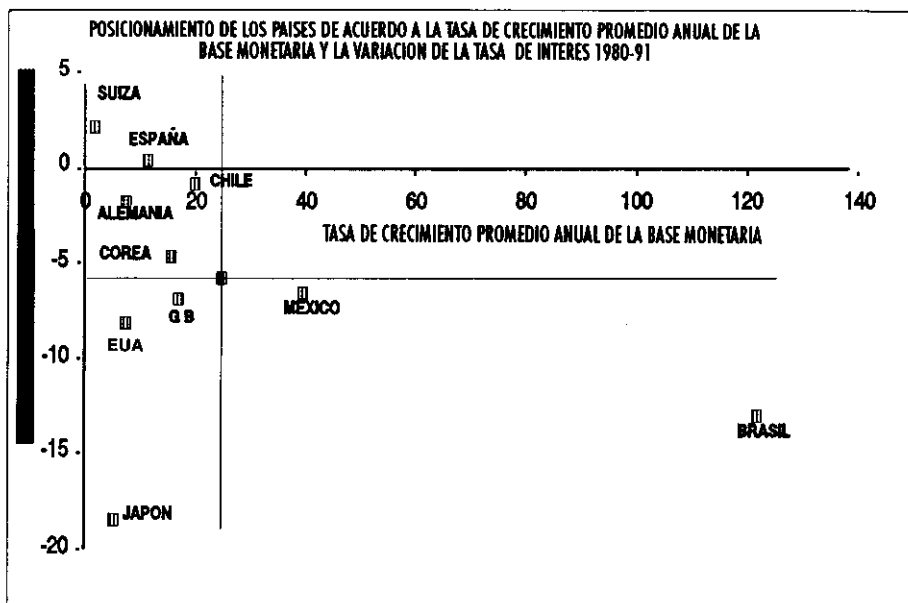 POSICIONAMIENTO DE LOS PAISES DE ACUERDO A LA TASA DE CRECIMIENTO PROMEDIO ANUAL DE LA
BASE MONETARIA Y LA VARIACION DE LA TASA DE INTERES 1980-91
5
SUIZA
ESPAÑA
0
CHILE
0 20 40 60 80 100 120 140
ALEMANIA
TASA DE CRECIMIENTO PROMEDIO ANUAL DE LA BASE MONETARIA
COREA
-5
MEXICO
G B
EUA
-10
BRASIL
-15
JAPON
-20